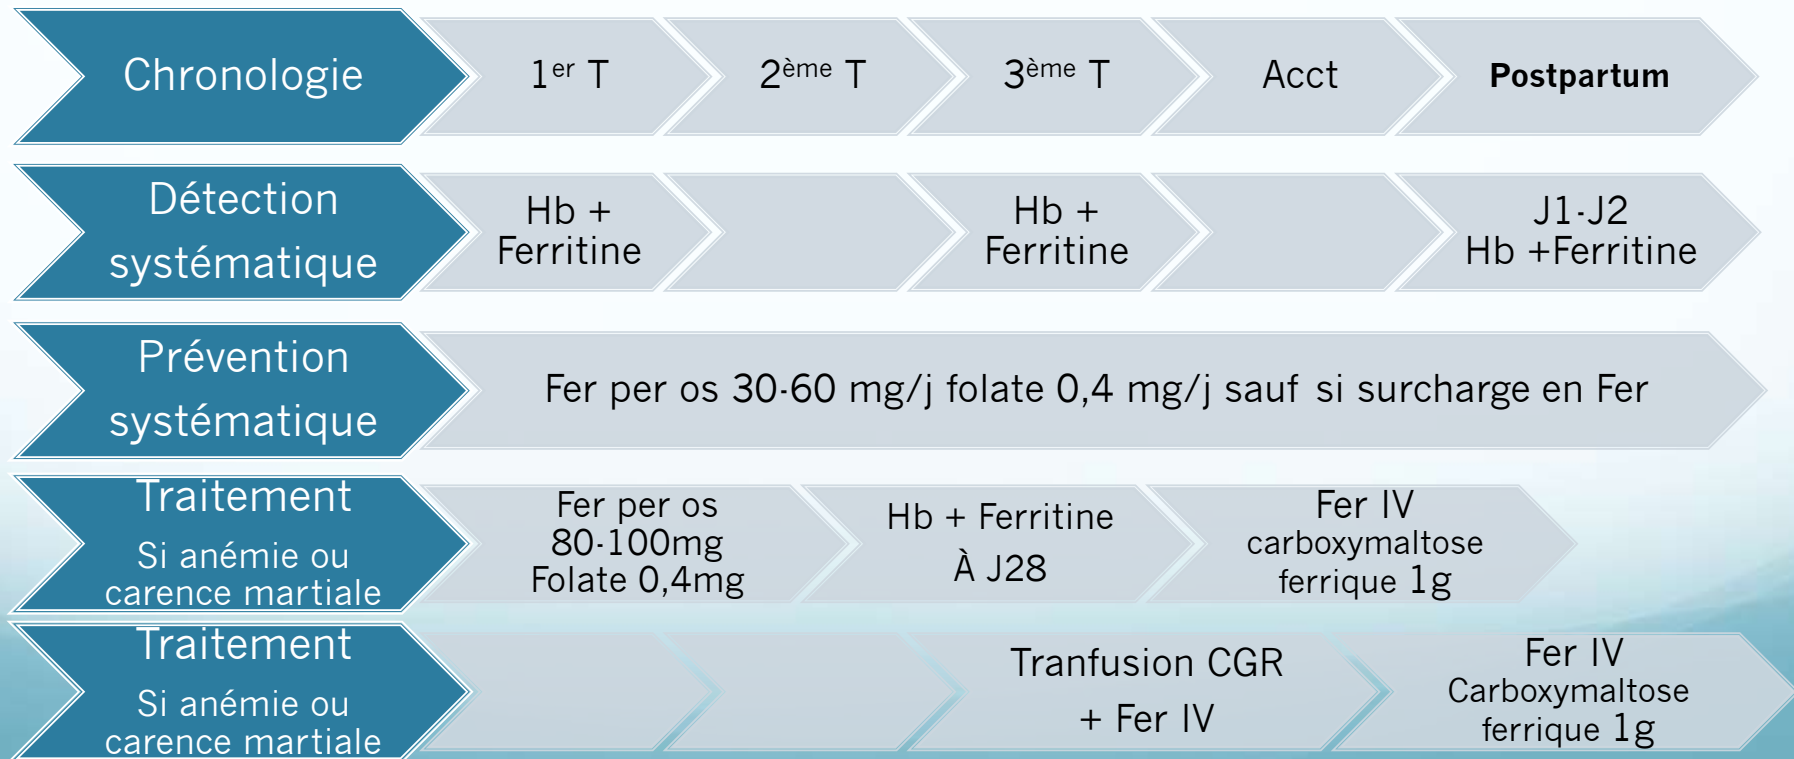 Chronologie
1er T
2ème T
3ème T
Acct
Postpartum
Détection
systématique
Hb +
Ferritine
Hb +
Ferritine
J1-J2
Hb +Ferritine
Prévention
systématique
Fer per os 30-60 mg/j folate 0,4 mg/j sauf si surcharge en Fer
Traitement
Si anémie ou
carence martiale
Fer per os
80-100mg
Folate 0,4mg
Hb + Ferritine
À J28
Fer IV
carboxymaltose
ferrique 1g
Traitement
Si anémie ou
carence martiale
Tranfusion CGR
+ Fer IV
Fer IV
Carboxymaltose
ferrique 1g